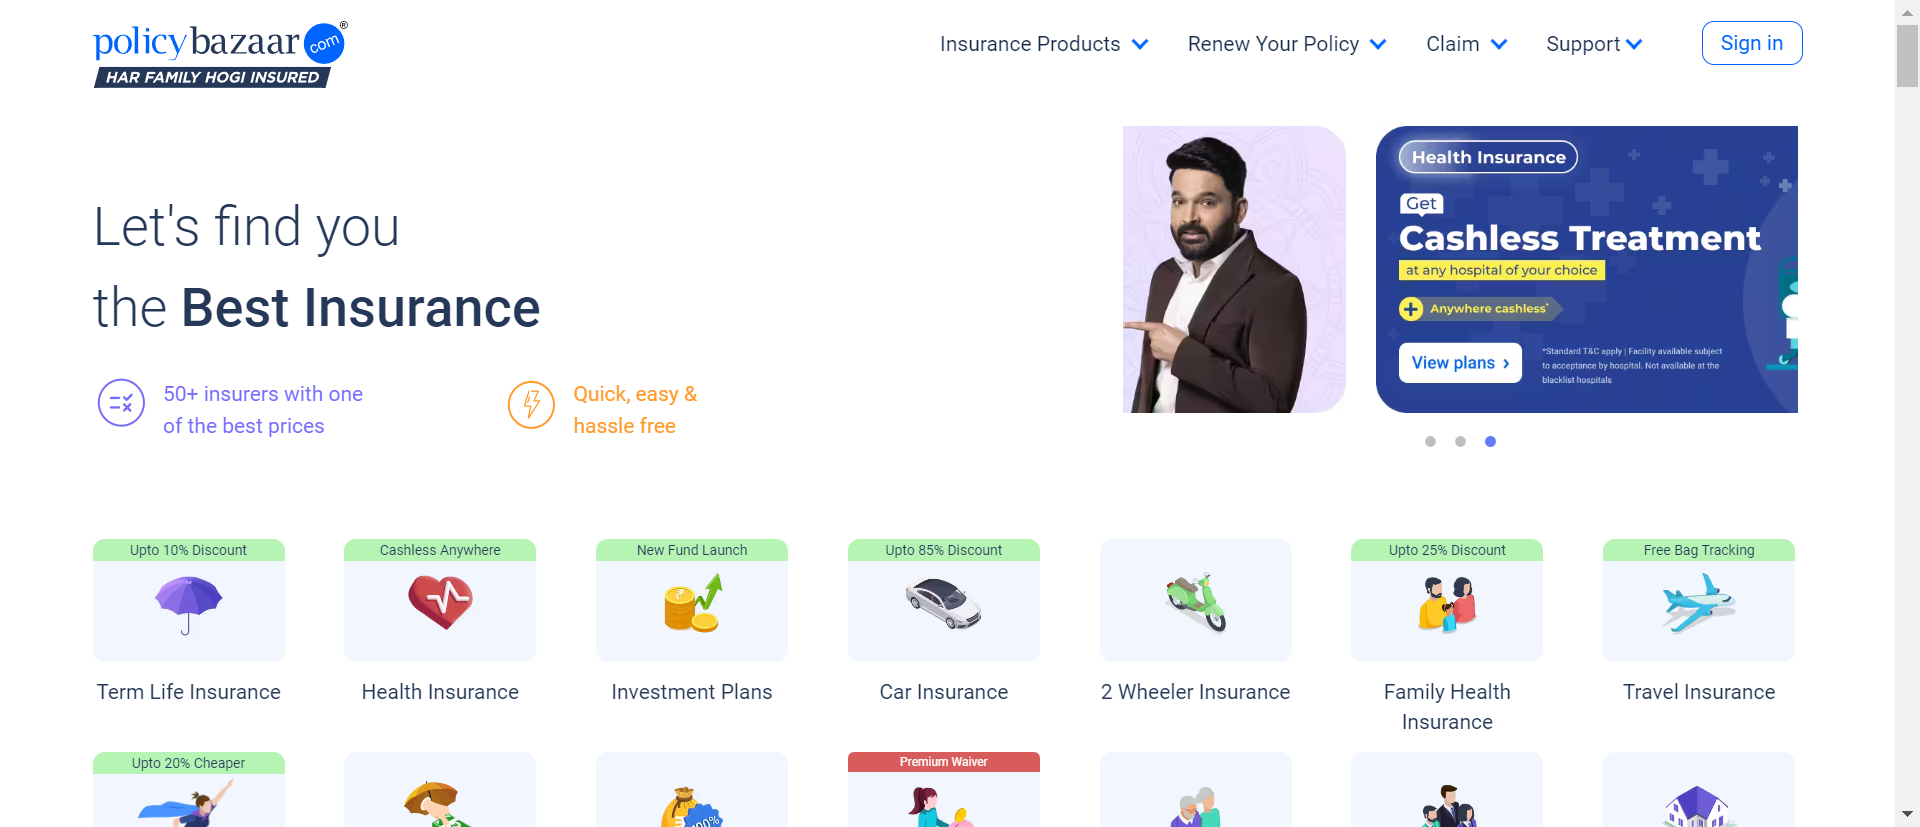 policybazaar com ®
HAR FAMILY HOGI INSURED
Insurance Products
Renew Your Policy
Claim
Support
Sign in
Let's find you
the Best Insurance
50+ insurers with one
of the best prices
Quick, easy &
hassle free
Health Insurance
Get
Cashless Treatment
at any hospital of your choice
Anywhere cashless*
View plans ›
*Standard T&C apply | Facility available subject
to acceptance by hospital. Not available at the
blacklist hospitals
Upto 10% Discount
Term Life Insurance
Cashless Anywhere
Health Insurance
New Fund Launch
Investment Plans
Upto 85% Discount
Car Insurance
2 Wheeler Insurance
Upto 25% Discount
Family Health
Insurance
Free Bag Tracking
Travel Insurance
Upto 20% Cheaper
100%
Premium Waiver